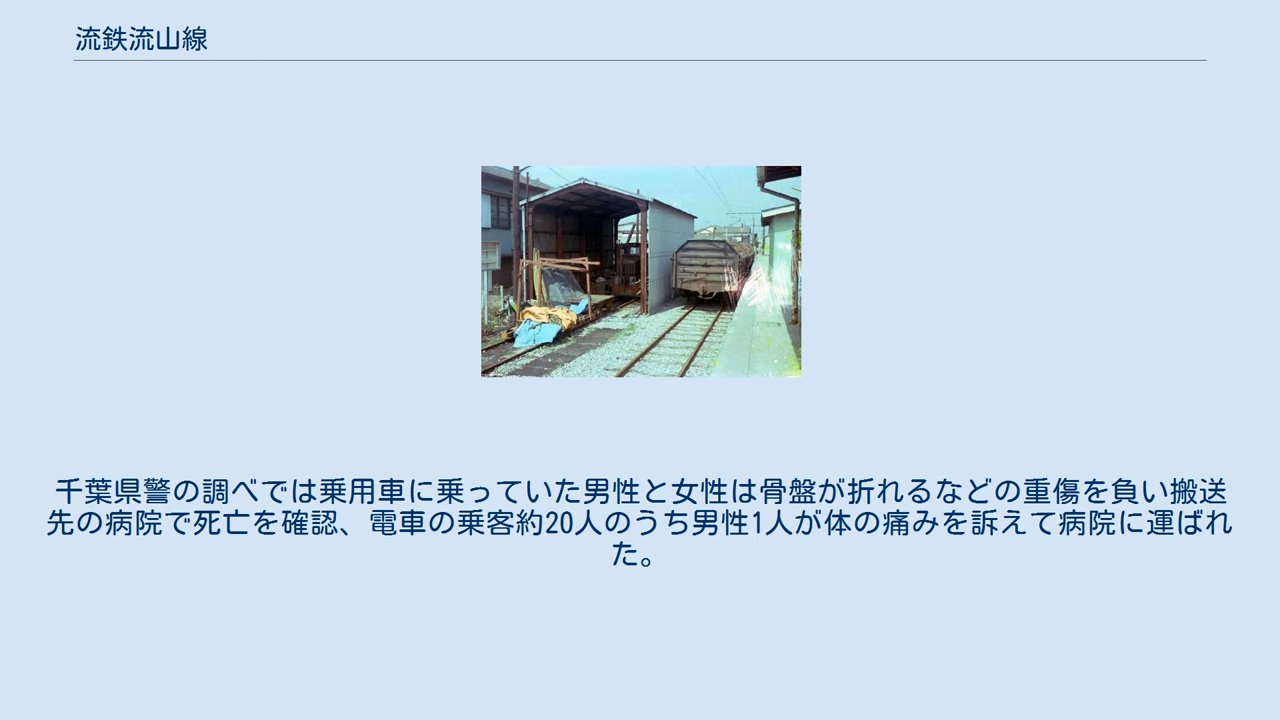 流鉄流山線
千葉県警の調べでは乗用車に乗っていた男性と女性は骨盤が折れるなどの重傷を負い搬送
先の病院で死亡を確認、電車の乗客約20人のうち男性1人が体の痛みを訴えて病院に運ばれ
た。